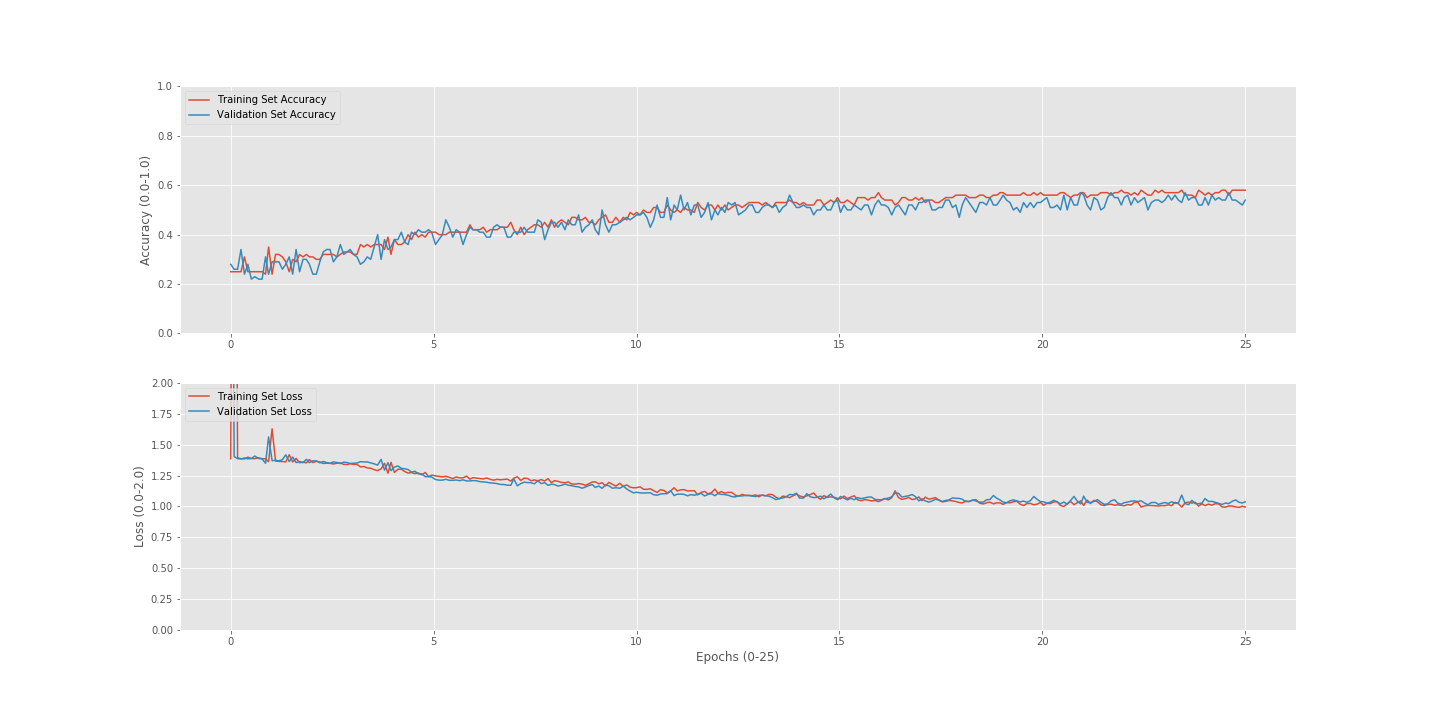 1.0
Training Set Accuracy
Validation Set Accuracy
0.8
0.6
0.4
0.2
0.0
Accuracy (0.0-1.0)
0 5 10 15 20 25
2.00
Training Set Loss
Validation Set Loss
1.75
1.50
1.25
1.00
0.75
0.50
0.25
0.00
Loss (0.0-2.0)
0 5 10 15 20 25
Epochs (0-25)